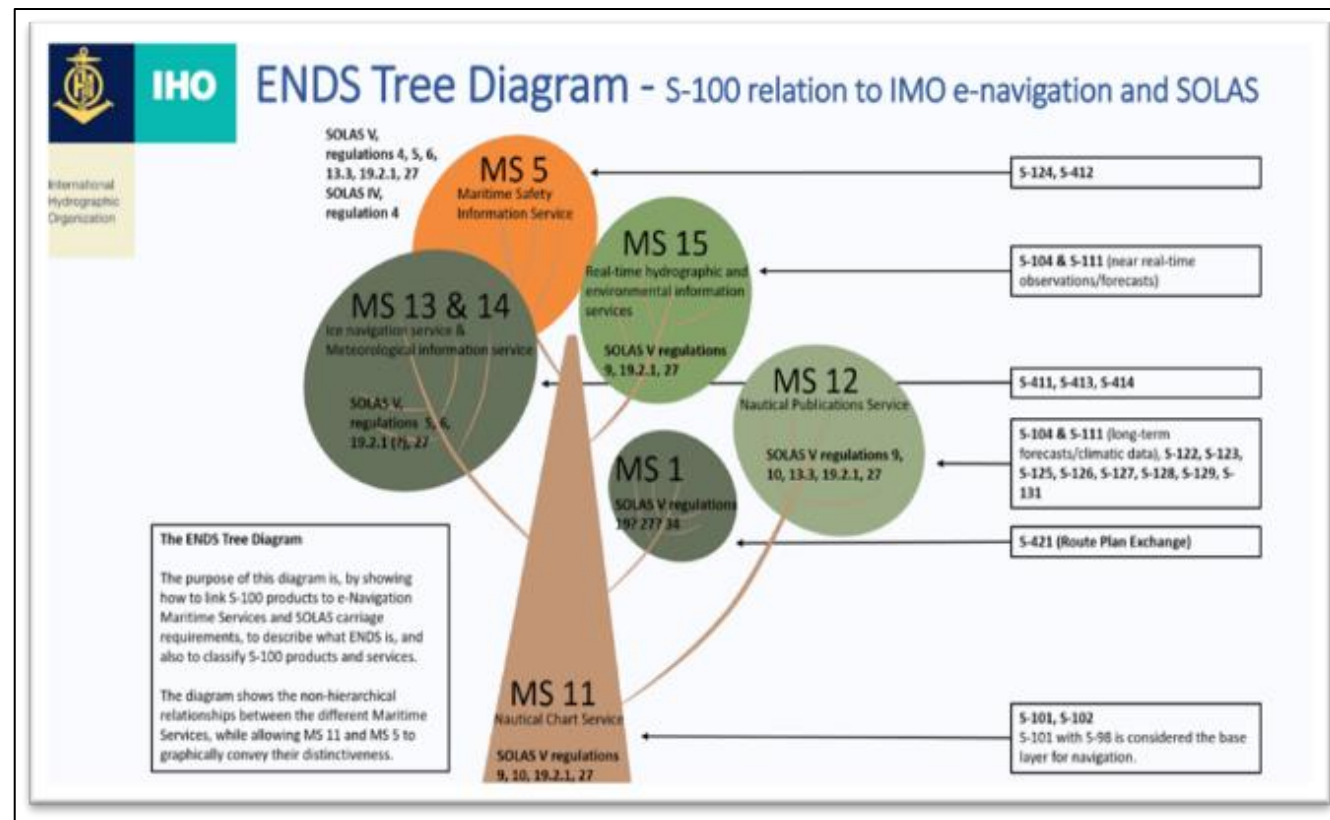 IHO
International
Hydrographic
Organization
ENDS Tree Diagram - S-100 relation to IMO e-navigation and SOLAS
SOLAS V,
regulations 4, 5, 6,
13.3, 19.2.1, 27
SOLAS IV,
regulation 4
MS 5
Maritime Safety
Information Service
S-124, S-412
MS 15
Real-time hydrographic and
environmental information
services
SOLAS V regulations
9, 19.2.1, 27
S-104 & S-111 (near real-time
observations/forecasts)
MS 13 & 14
Ice navigation service &
Meteorological information service
SOLAS V,
regulations 5, 6,
19.2.1 (?), 27
S-411, S-413, S-414
MS 12
Nautical Publications Service
SOLAS V regulations 9,
10, 13.3, 19.2.1, 27
S-104 & S-111 (long-term
forecasts/climatic data), S-122, S-123,
S-125, S-126, S-127, S-128, S-129, S-
131
MS 1
SOLAS V regulations
19? 27? 34
S-421 (Route Plan Exchange)
The ENDS Tree Diagram
The purpose of this diagram is, by showing
how to link S-100 products to e-Navigation
Maritime Services and SOLAS carriage
requirements, to describe what ENDS is, and
also to classify S-100 products and services.
The diagram shows the non-hierarchical
relationships between the different Maritime
Services, while allowing MS 11 and MS 5 to
graphically convey their distinctiveness.
MS 11
Nautical Chart Service
SOLAS V regulations
9, 10, 19.2.1, 27
S-101, S-102
S-101 with S-98 is considered the base
layer for navigation.